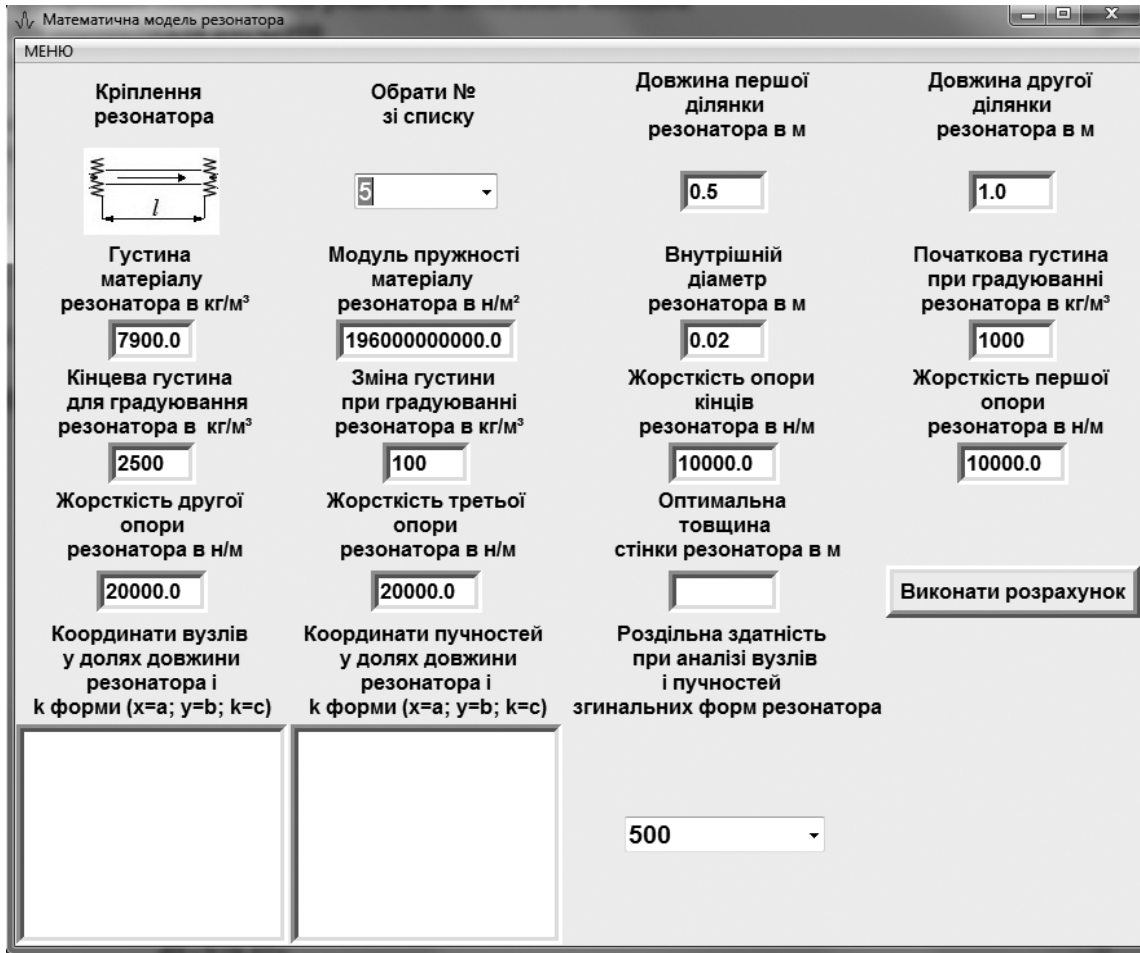 Математична модель резонатора
МЕНЮ
Кріплення
резонатора
Обрати №
зі списку
Довжина першої
ділянки
резонатора в м
Довжина другої
ділянки
резонатора в м
l
5
0.5
1.0
Густина
матеріалу
резонатора в кг/м³
Модуль пружності
матеріалу
резонатора в н/м²
Внутрішній
діаметр
резонатора в м
Початкова густина
при градуюванні
резонатора в кг/м³
7900.0
196000000000.0
0.02
1000
Кінцева густина
для градуювання
резонатора в кг/м³
Зміна густини
при градуюванні
резонатора в кг/м³
Жорсткість опори
кінців
резонатора в н/м
Жорсткість першої
опори
резонатора в н/м
2500
100
10000.0
10000.0
Жорсткість другої
опори
резонатора в н/м
Жорсткість третьої
опори
резонатора в н/м
Оптимальна
товщина
стінки резонатора в м
20000.0
20000.0
Виконати розрахунок
Координати вузлів
у долях довжини
резонатора і
k форми (x=a; y=b; k=c)
Координати пучностей
у долях довжини
резонатора і
k форми (x=a; y=b; k=c)
Роздільна здатність
при аналізі вузлів
і пучностей
згинальних форм резонатора
500